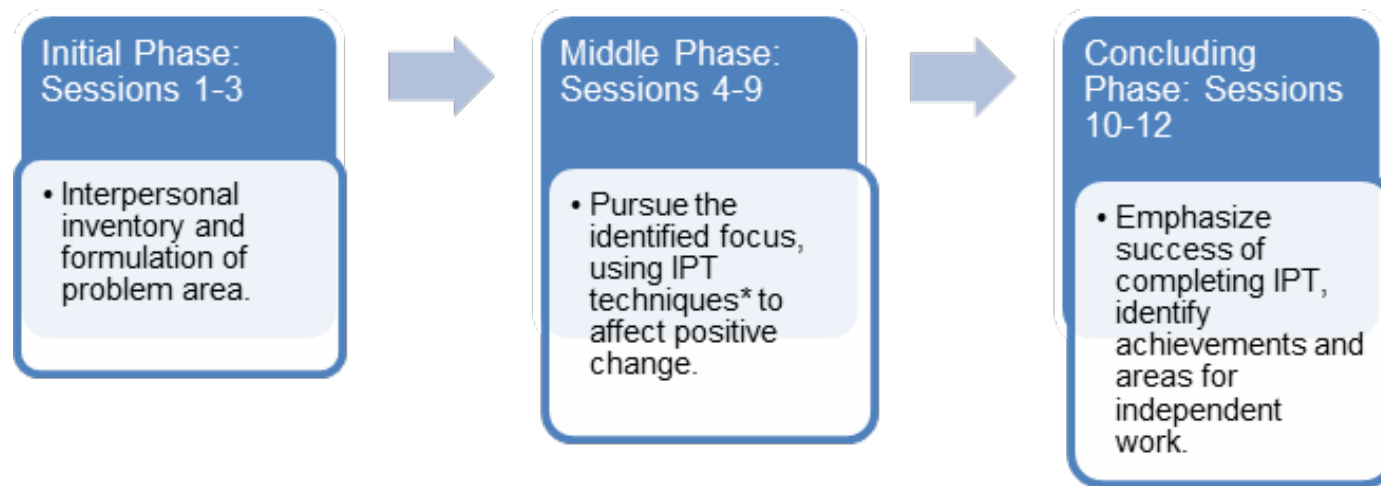 Initial Phase:
Sessions 1-3
• Interpersonal
inventory and
formulation of
problem area.
Middle Phase:
Sessions 4-9
• Pursue the
identified focus,
using IPT
techniques* to
affect positive
change.
Concluding
Phase: Sessions
10-12
• Emphasize
success of
completing IPT,
identify
achievements and
areas for
independent
work.